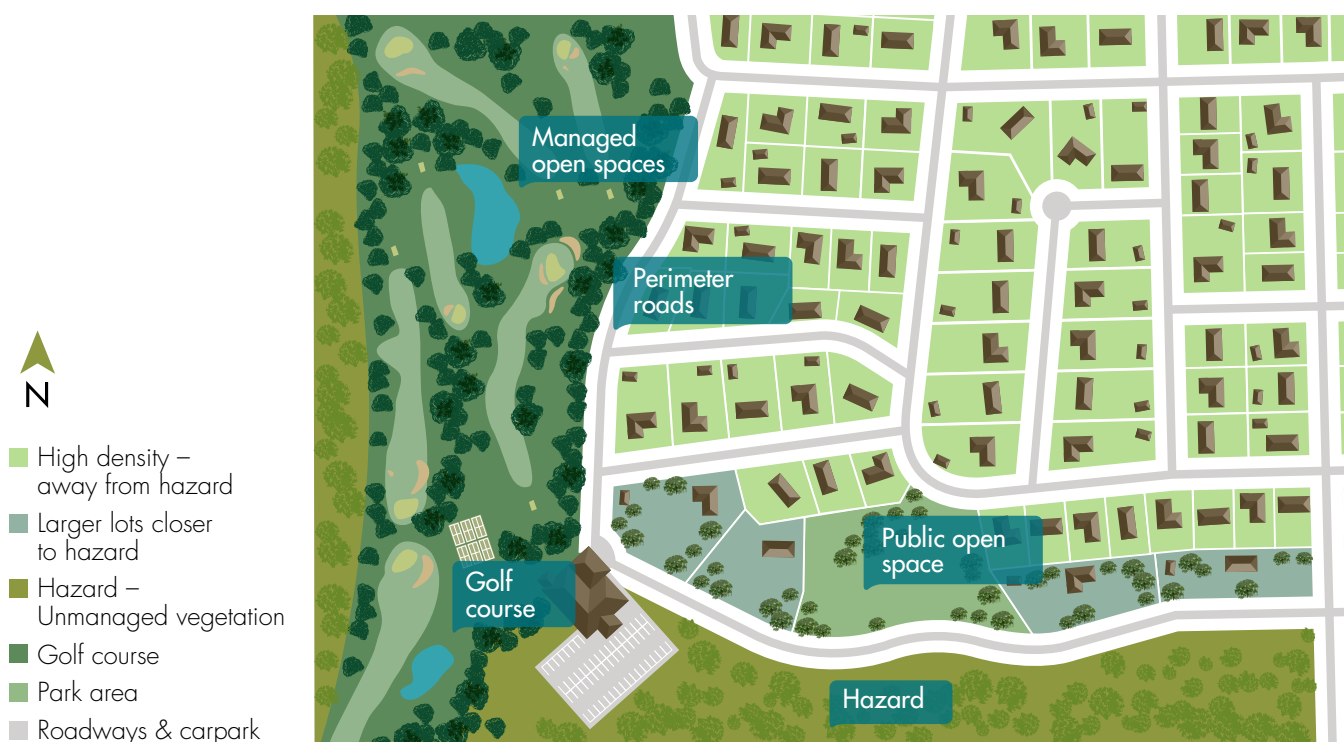 Managed
open spaces
Perimeter
roads
N
High density –
away from hazard
Larger lots closer
to hazard
Hazard –
Unmanaged vegetation
Golf course
Park area
Roadways & carpark
Public open
space
Golf
course
Hazard